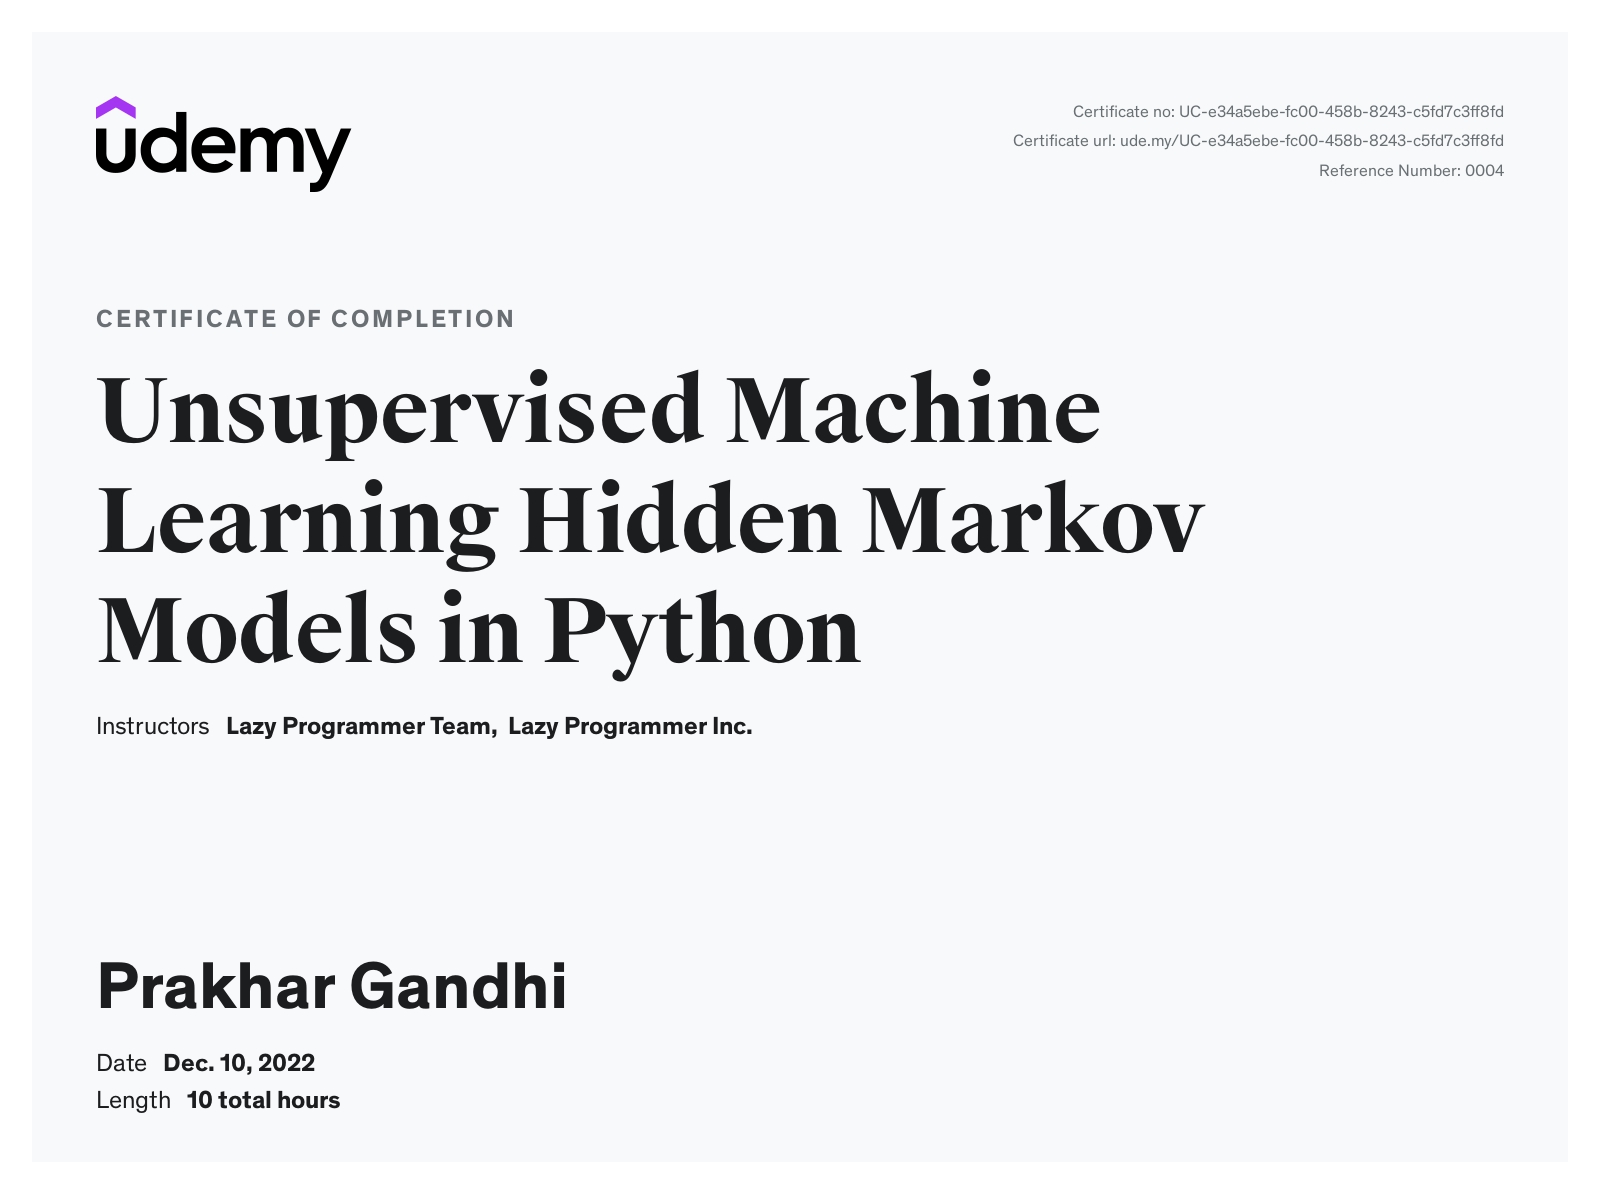 udemy
Certificate no: UC-e34a5ebe-fc00-458b-8243-c5fd7c3ff8fd
Certificate url: ude.my/UC-e34a5ebe-fc00-458b-8243-c5fd7c3ff8fd
Reference Number: 0004
CERTIFICATE OF COMPLETION
Unsupervised Machine
Learning Hidden Markov
Models in Python
Instructors Lazy Programmer Team, Lazy Programmer Inc.
Prakhar Gandhi
Date Dec. 10, 2022
Length 10 total hours